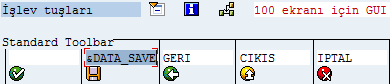 İşlev tuşları 100 ekranı için GUI
Standard Toolbar
&DATA_SAVE GERI CIKIS IPTAL